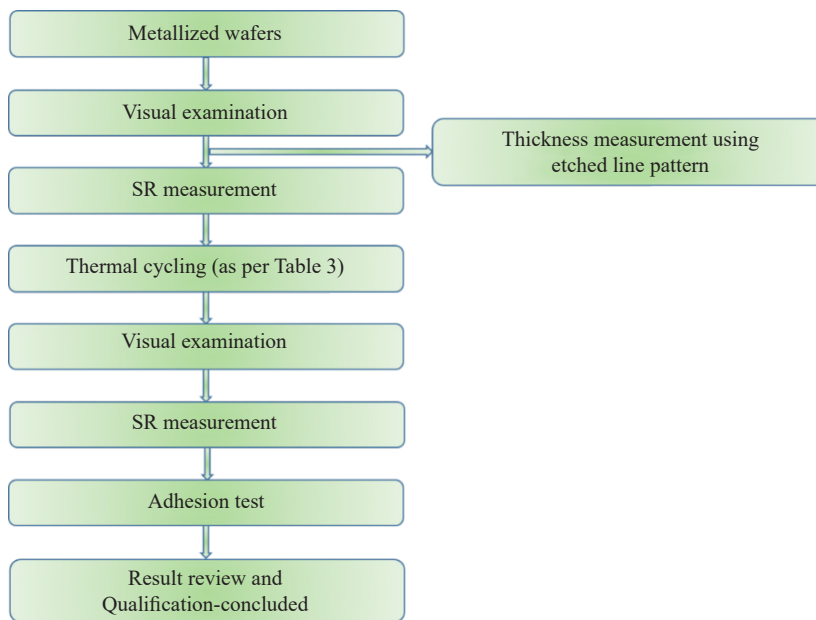 Metallized wafers
Visual examination
Thickness measurement using
etched line pattern
SR measurement
Thermal cycling (as per Table 3)
Visual examination
SR measurement
Adhesion test
Result review and
Qualification-concluded